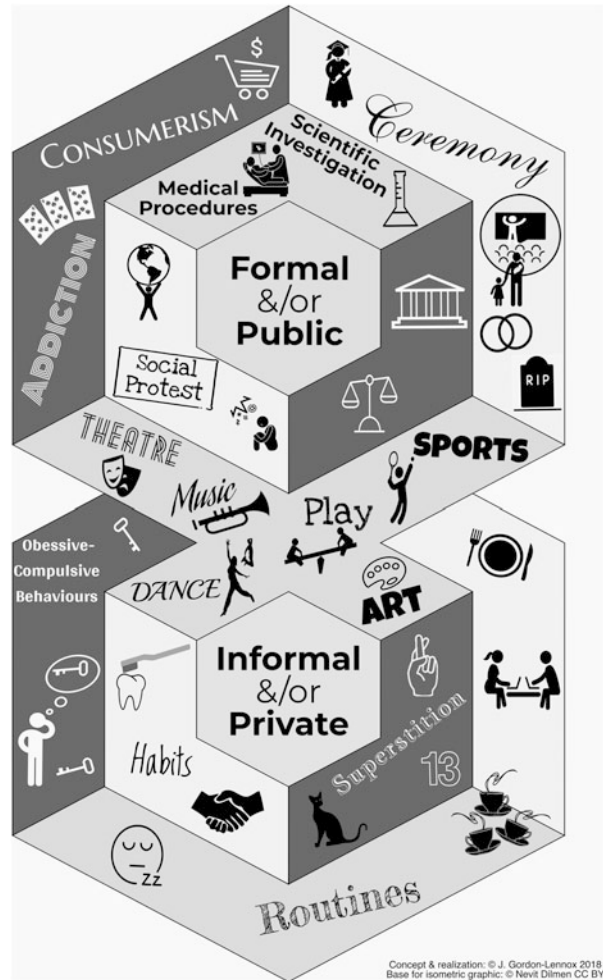 $
CONSUMERISM
Ceremony
Scientific
Investigation
Medical
Procedures
ADDICTION
Formal
&/or
Public
Social
Protest
RIP
THEATRE
SPORTS
Music
Play
Obsessive-
Compulsive
Behaviours
DANCE
ART
Informal
&/or
Private
Superstition
13
Habits
zz
Routines
Concept & realization: © J. Gordon-Lennox 2018
Base for isometric graphic: © Nevit Dilmen CC BY